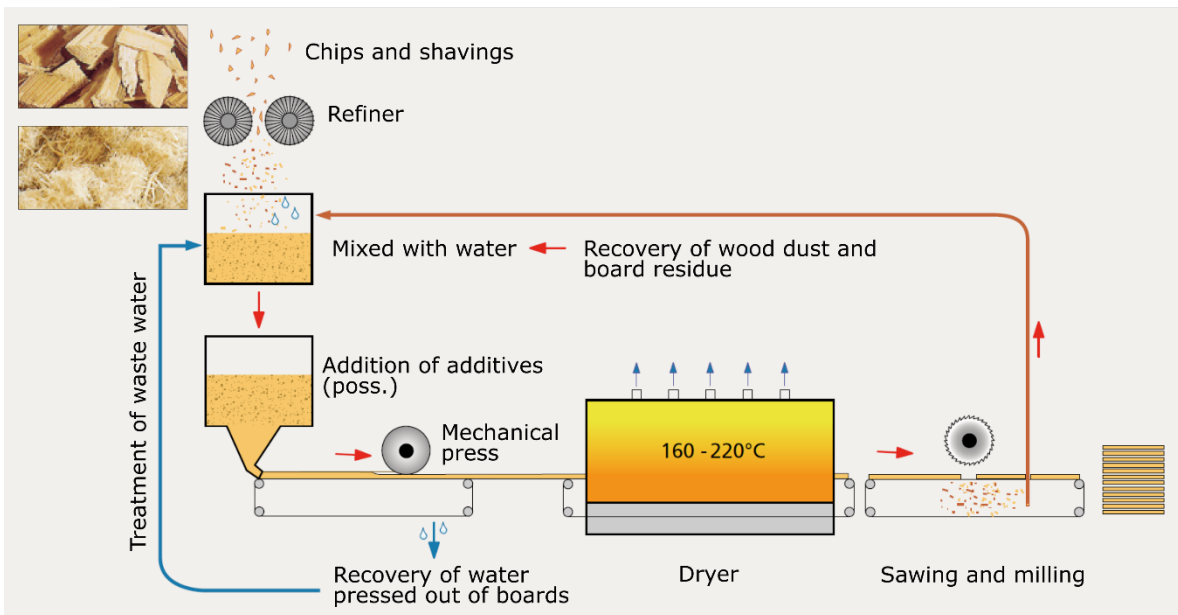 Chips and shavings
Refiner
Mixed with water
Recovery of wood dust and
board residue
Treatment of waste water
Addition of additives
(poss.)
Mechanical
press
160 - 220°C
Recovery of water
pressed out of boards
Dryer
Sawing and milling